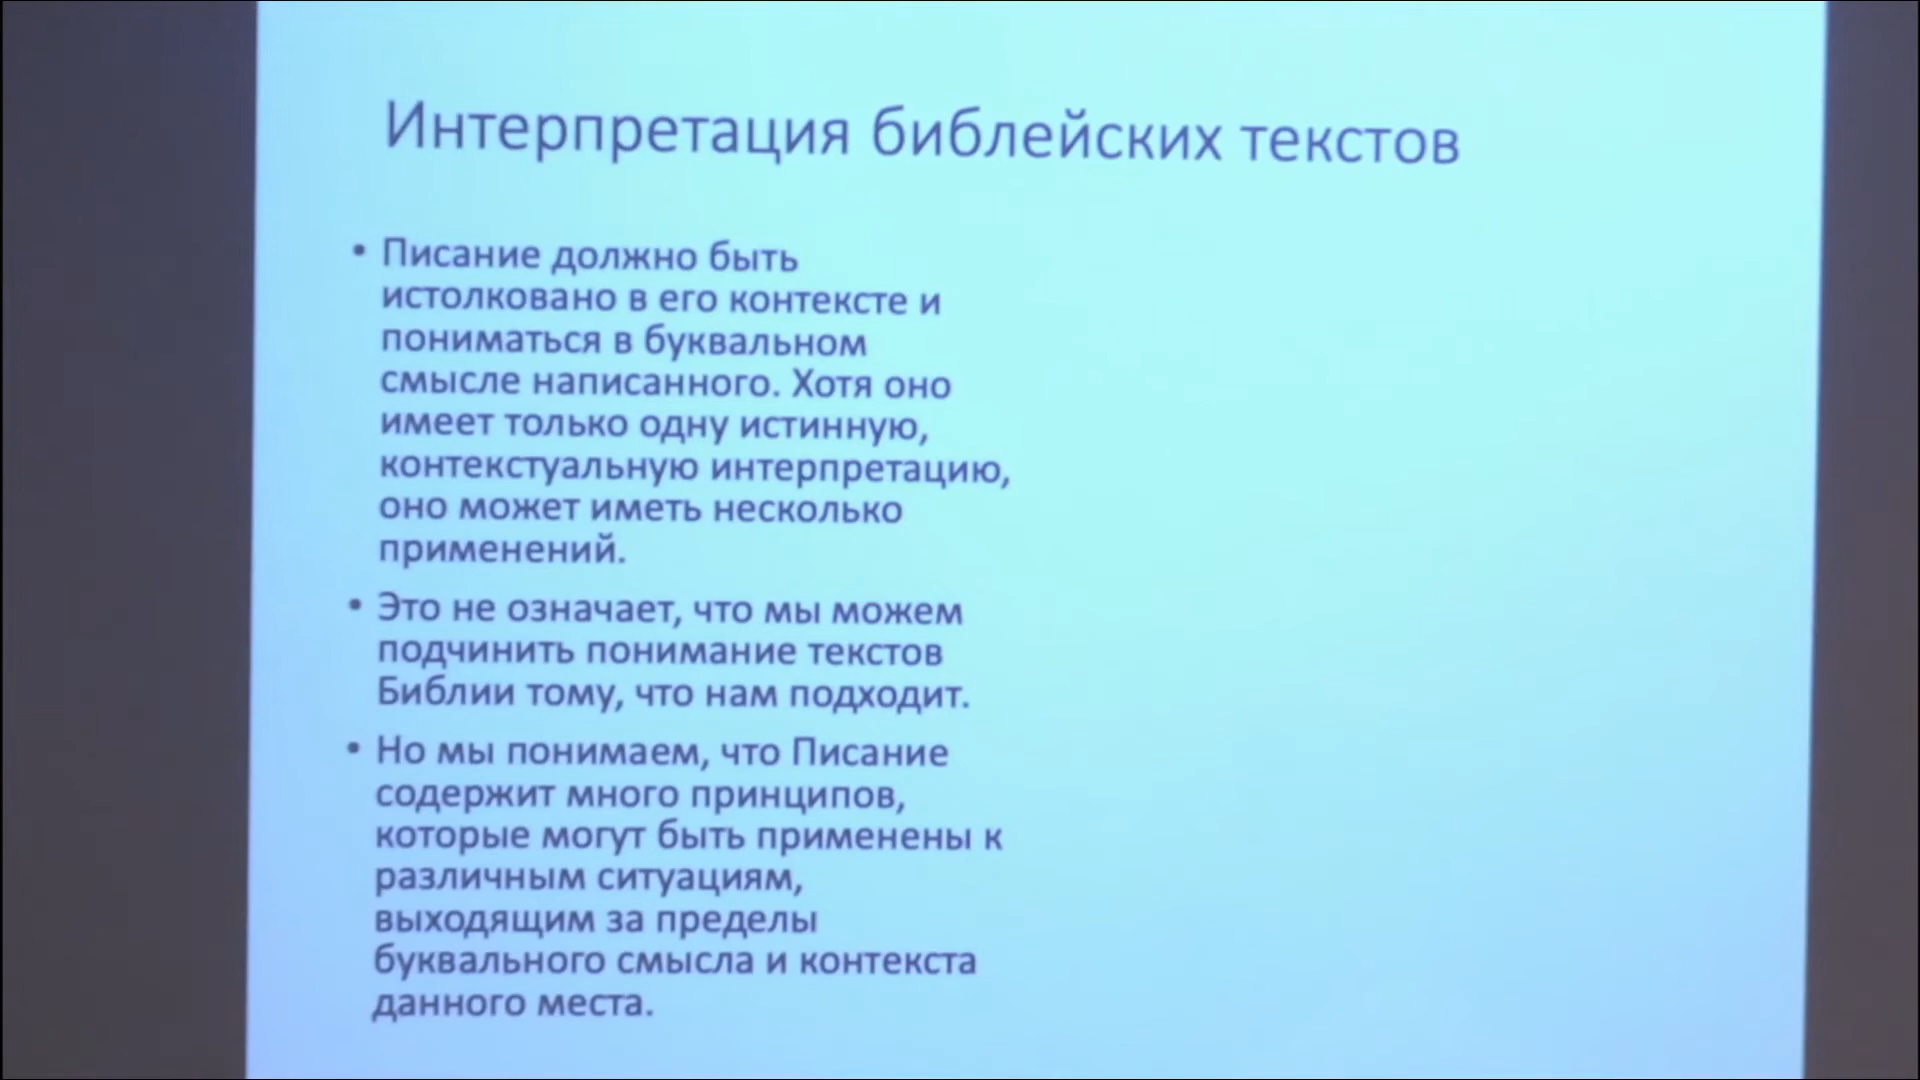 Интерпретация библейских текстов
• Писание должно быть
истолковано в его контексте и
пониматься в буквальном
смысле написанного. Хотя оно
имеет только одну истинную,
контекстуальную интерпретацию,
оно может иметь несколько
применений.
• Это не означает, что мы можем
подчинить понимание текстов
Библии тому, что нам подходит.
• Но мы понимаем, что Писание
содержит много принципов,
которые могут быть применены к
различным ситуациям,
выходящим за пределы
буквального смысла и контекста
данного места.